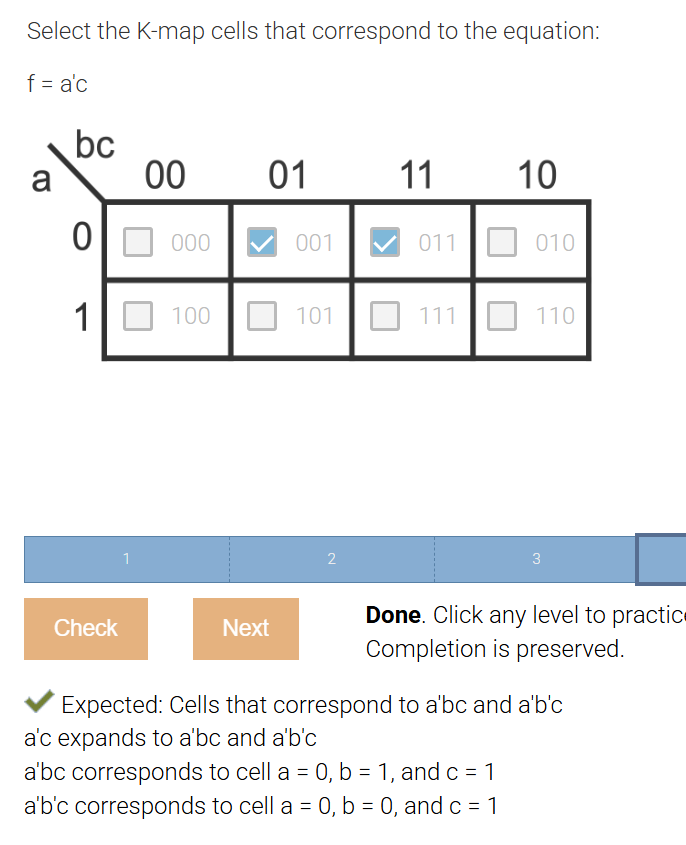 Select the K-map cells that correspond to the equation:
f = a'c
bc
a
00 01 11 10
0 000 001 011 010
1 100 101 111 110
1 2 3
Check Next
Done. Click any level to practic
Completion is preserved.
Expected: Cells that correspond to a'bc and a'b'c
a'c expands to a'bc and a'b'c
a'bc corresponds to cell a = 0, b = 1, and c = 1
a'b'c corresponds to cell a = 0, b = 0, and c = 1